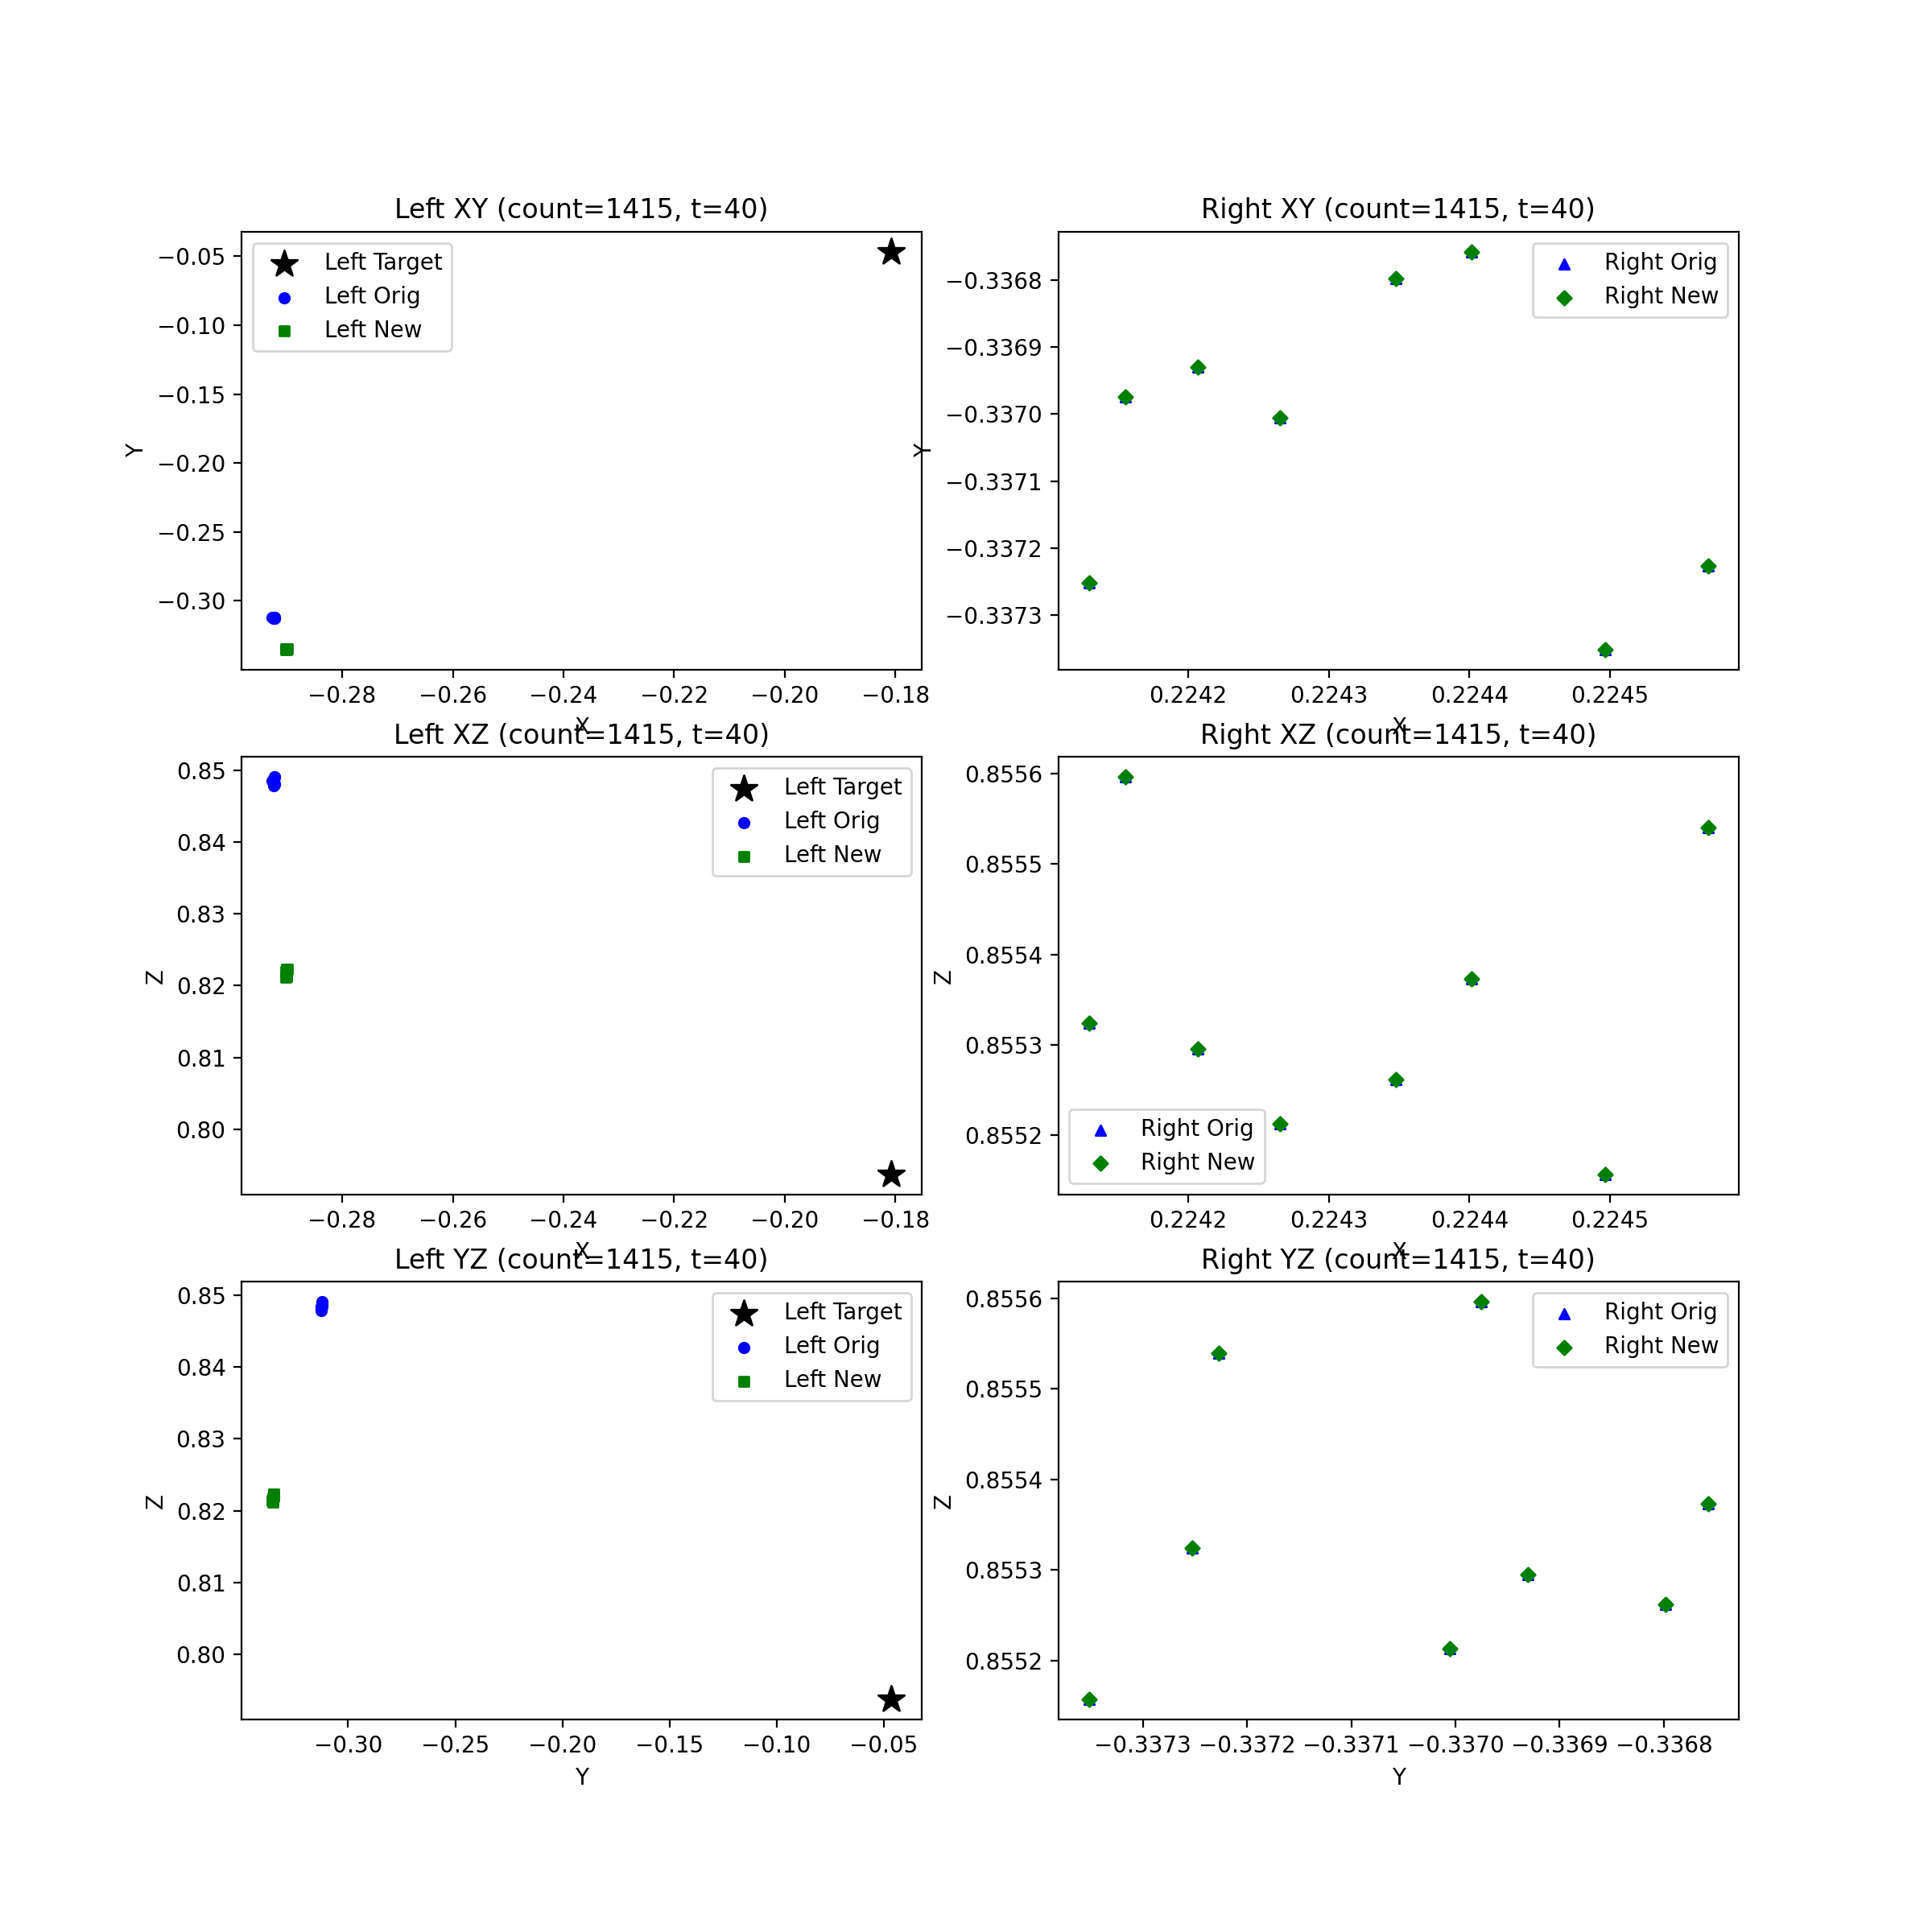 Left XY (count=1415, t=40)
Left Target
Left Orig
Left New
−0.05
−0.10
−0.15
−0.20
−0.25
−0.30
Y
−0.28
−0.26
−0.24
−0.22
−0.20
−0.18
X
Right XY (count=1415, t=40)
Right Orig
Right New
−0.3368
−0.3369
−0.3370
−0.3371
−0.3372
−0.3373
Y
0.2242
0.2243
0.2244
0.2245
X
Left XZ (count=1415, t=40)
Left Target
Left Orig
Left New
0.85
0.84
0.83
0.82
0.81
0.80
Z
−0.28
−0.26
−0.24
−0.22
−0.20
−0.18
X
Right XZ (count=1415, t=40)
0.8556
0.8555
0.8554
0.8553
0.8552
Z
Right Orig
Right New
0.2242
0.2243
0.2244
0.2245
X
Left YZ (count=1415, t=40)
Left Target
Left Orig
Left New
0.85
0.84
0.83
0.82
0.81
0.80
Z
−0.30
−0.25
−0.20
−0.15
−0.10
−0.05
Y
Right YZ (count=1415, t=40)
Right Orig
Right New
0.8556
0.8555
0.8554
0.8553
0.8552
Z
−0.3373
−0.3372
−0.3371
−0.3370
−0.3369
−0.3368
Y